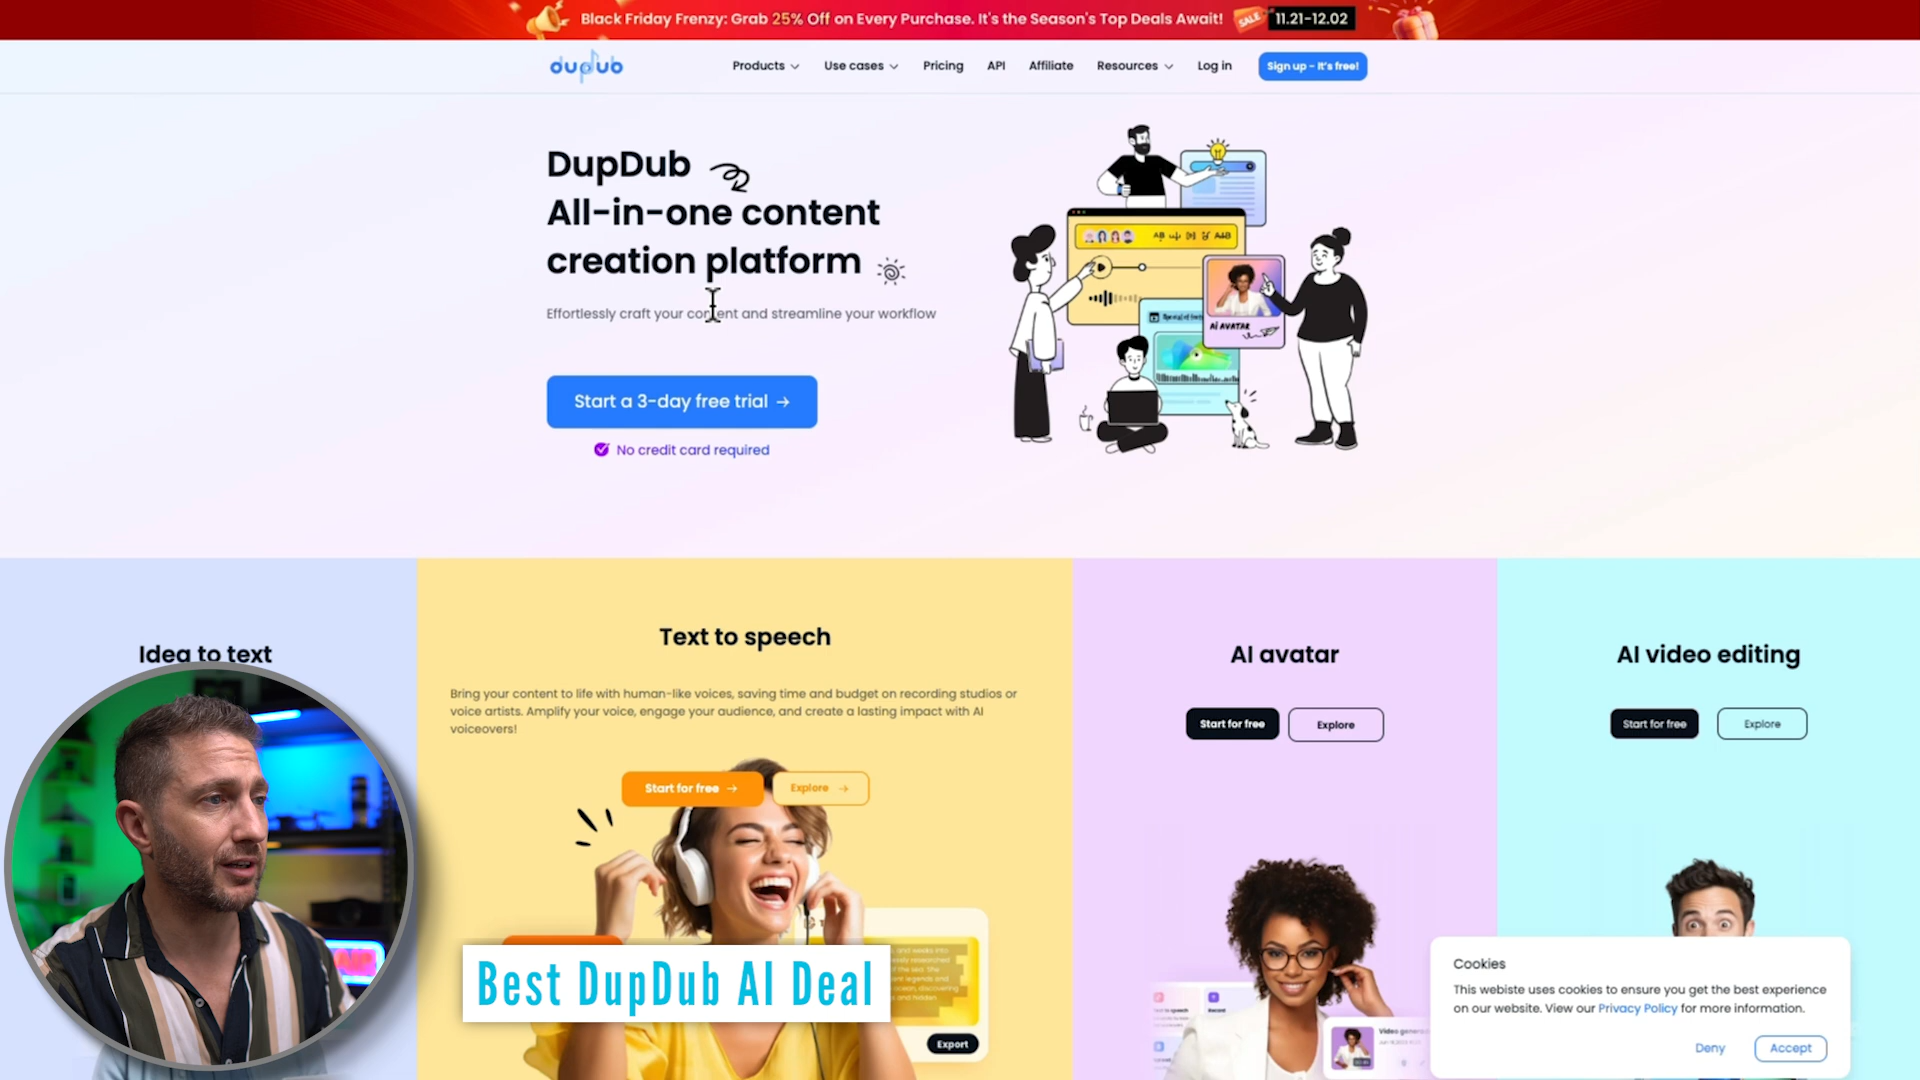 Black Friday Frenzy: Grab 25% Off on Every Purchase. It's the Season's Top Deals Await!
SALE
11.21-12.02
dupdub
Products
Use cases
Pricing
API
Affiliate
Resources
Log in
Sign up - It's free!
DupDub
All-in-one content
creation platform
Effortlessly craft your content and streamline your workflow
Start a 3-day free trial →
No credit card required
AI AVATAR
Idea to text
Text to speech
Bring your content to life with human-like voices, saving time and budget on recording studios or
voice artists. Amplify your voice, engage your audience, and create a lasting impact with AI
voiceovers!
Start for free →
Explore →
Export
AI avatar
Start for free
Explore
AI video editing
Start for free
Explore
Best DupDub AI Deal
Cookies
This webiste uses cookies to ensure you get the best experience
on our website. View our Privacy Policy for more information.
Deny
Accept